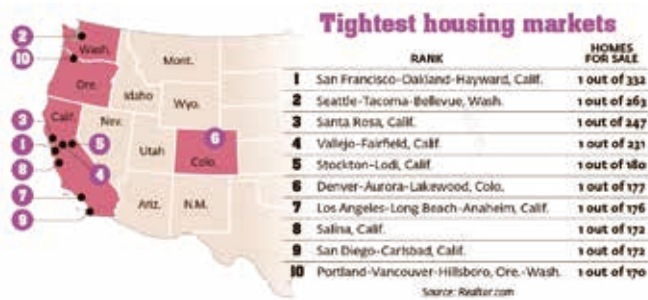 Tightest housing markets
RANK
HOMES
FOR SALE
1 San Francisco-Oakland-Hayward, Calif. 1 out of 332
2 Seattle-Tacoma-Bellevue, Wash. 1 out of 263
3 Santa Rosa, Calif. 1 out of 247
4 Vallejo-Fairfield, Calif. 1 out of 231
5 Stockton-Lodi, Calif. 1 out of 180
6 Denver-Aurora-Lakewood, Colo. 1 out of 177
7 Los Angeles-Long Beach-Anaheim, Calif. 1 out of 176
8 Salina, Calif. 1 out of 172
9 San Diego-Carlsbad, Calif. 1 out of 172
10 Portland-Vancouver-Hillsboro, Ore.-Wash. 1 out of 170
Source: Realtor.com
2
Wash.
10
Mont.
Ore.
Idaho
Wyo.
3
Calif.
Nev.
1
5
6
Utah
Colo.
8
4
7
Ariz.
N.M.
9